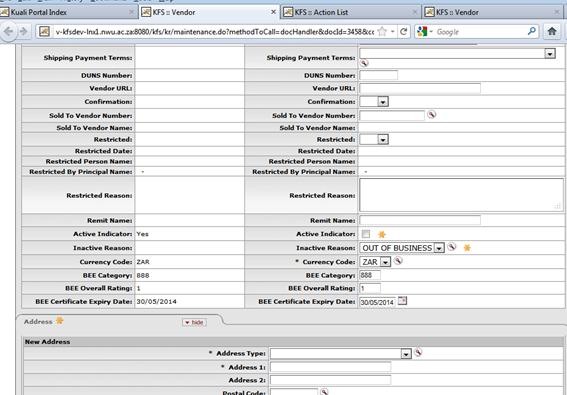 Kuali Portal Index
KFS :: Vendor
KFS :: Action List
KFS :: Vendor
v-kfsdev-lnx1.nwu.ac.za:8080/kfs/kr/maintenance.do?methodToCall=docHandler&docId=3458&cc
Google
Shipping Payment Terms: Shipping Payment Terms:
DUNS Number: DUNS Number:
Vendor URL: Vendor URL:
Confirmation: Confirmation:
Sold To Vendor Number: Sold To Vendor Number:
Sold To Vendor Name: Sold To Vendor Name:
Restricted: Restricted:
Restricted Date: Restricted Date:
Restricted Person Name: Restricted Person Name:
Restricted By Principal Name: - Restricted By Principal Name: -
Restricted Reason: Restricted Reason:
Remit Name: Remit Name:
Active Indicator: Yes Active Indicator:
Inactive Reason: Inactive Reason: OUT OF BUSINESS
Currency Code: ZAR * Currency Code: ZAR
BEE Category: 888 BEE Category: 888
BEE Overall Rating: 1 BEE Overall Rating: 1
BEE Certificate Expiry Date: 30/05/2014 BEE Certificate Expiry Date: 30/05/2014
Address hide
New Address
* Address Type:
* Address 1:
Address 2:
Postal Code: